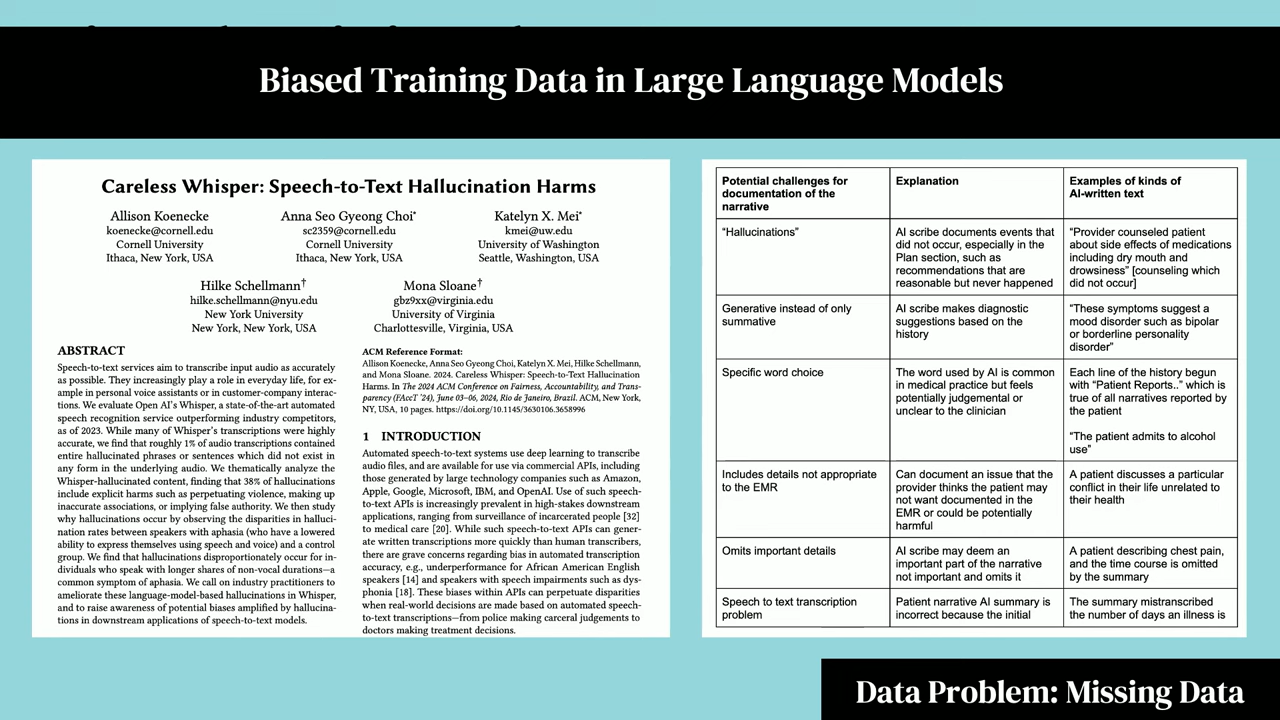 Biased Training Data in Large Language Models
Careless Whisper: Speech-to-Text Hallucination Harms
Allison Koenecke
koenecke@cornell.edu
Cornell University
Ithaca, New York, USA
Anna Seo Gyeong Choi*
sc2359@cornell.edu
Cornell University
Ithaca, New York, USA
Katelyn X. Mei*
kmei@uw.edu
University of Washington
Seattle, Washington, USA
Hilke Schellmann†
hilke.schellmann@nyu.edu
New York University
New York, New York, USA
Mona Sloane†
gbz9xx@virginia.edu
University of Virginia
Charlottesville, Virginia, USA
ABSTRACT
Speech-to-text services aim to transcribe input audio as accurately
as possible. They increasingly play a role in everyday life, for ex-
ample in personal voice assistants or in customer-company interac-
tions. We evaluate Open AI's Whisper, a state-of-the-art automated
speech recognition service outperforming industry competitors,
as of 2023. While many of Whisper's transcriptions were highly
accurate, we find that roughly 1% of audio transcriptions contained
entire hallucinated phrases or sentences which did not exist in
any form in the underlying audio. We thematically analyze the
Whisper-hallucinated content, finding that 38% of hallucinations
include explicit harms such as perpetuating violence, making up
inaccurate associations, or implying false authority. We then study
why hallucinations occur by observing the disparities in halluci-
nation rates between speakers with aphasia (who have a lowered
ability to express themselves using speech and voice) and a control
group. We find that hallucinations disproportionately occur for in-
dividuals who speak with longer shares of non-vocal durations—a
common symptom of aphasia. We call on industry practitioners to
ameliorate these language-model-based hallucinations in Whisper,
and to raise awareness of potential biases amplified by hallucina-
tions in downstream applications of speech-to-text models.
ACM Reference Format:
Allison Koenecke, Anna Seo Gyeong Choi, Katelyn X. Mei, Hilke Schellmann,
and Mona Sloane. 2024. Careless Whisper: Speech-to-Text Hallucination
Harms. In The 2024 ACM Conference on Fairness, Accountability, and Trans-
parency (FAccT '24), June 03–06, 2024, Rio de Janeiro, Brazil. ACM, New York,
NY, USA, 10 pages. https://doi.org/10.1145/3630106.3658996
1 INTRODUCTION
Automated speech-to-text systems use deep learning to transcribe
audio files, and are available for use via commercial APIs, including
those generated by large technology companies such as Amazon,
Apple, Google, Microsoft, IBM, and OpenAI. Use of such speech-
to-text APIs is increasingly prevalent in high-stakes downstream
applications, ranging from surveillance of incarcerated people [32]
to medical care [20]. While such speech-to-text APIs can gener-
ate written transcriptions more quickly than human transcribers,
there are grave concerns regarding bias in automated transcription
accuracy, e.g., underperformance for African American English
speakers [14] and speakers with speech impairments such as dys-
phonia [18]. These biases within APIs can perpetuate disparities
when real-world decisions are made based on automated speech-
to-text transcriptions—from police making carceral judgements to
doctors making treatment decisions.
Potential challenges for
documentation of the
narrative
Explanation
Examples of kinds of
AI-written text
"Hallucinations"
AI scribe documents events that
did not occur, especially in the
Plan section, such as
recommendations that are
reasonable but never happened
"Provider counseled patient
about side effects of medications
including dry mouth and
drowsiness" [counseling which
did not occur]
Generative instead of only
summative
AI scribe makes diagnostic
suggestions based on the
history
"These symptoms suggest a
mood disorder such as bipolar
or borderline personality
disorder"
Specific word choice
The word used by AI is common
in medical practice but feels
potentially judgemental or
unclear to the clinician
Each line of the history begun
with "Patient Reports.." which is
true of all narratives reported by
the patient
"The patient admits to alcohol
use"
Includes details not appropriate
to the EMR
Can document an issue that the
provider thinks the patient may
not want documented in the
EMR or could be potentially
harmful
A patient discusses a particular
conflict in their life unrelated to
their health
Omits important details
AI scribe may deem an
important part of the narrative
not important and omits it
A patient describing chest pain,
and the time course is omitted
by the summary
Speech to text transcription
problem
Patient narrative AI summary is
incorrect because the initial
The summary mistranscribed
the number of days an illness is
Data Problem: Missing Data